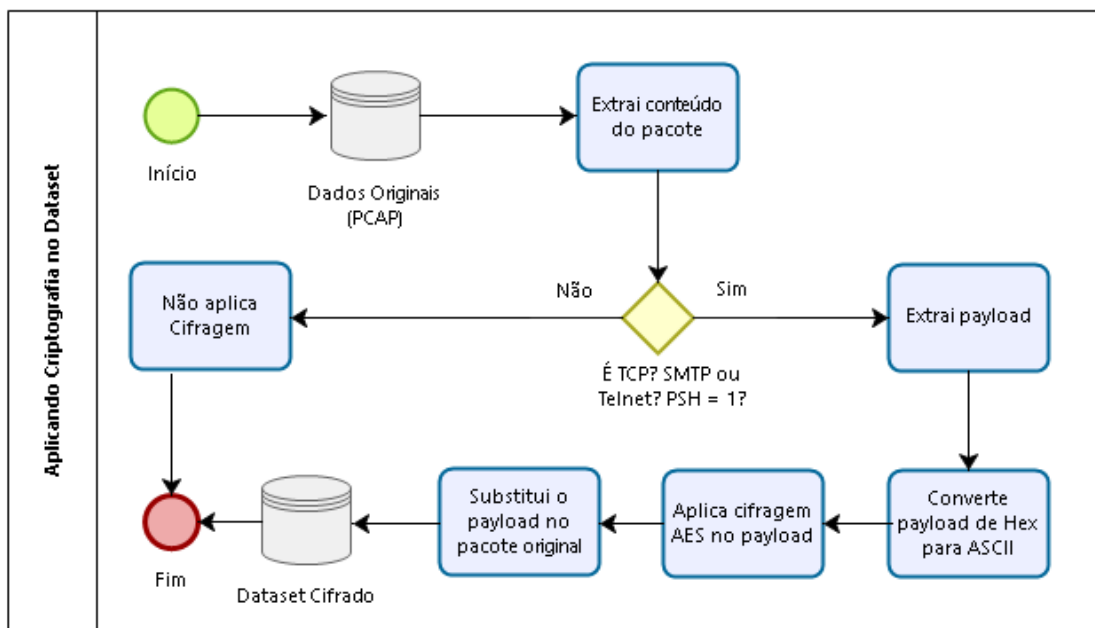 Aplicando Criptografia no Dataset
Início
Dados Originais
(PCAP)
Extrai conteúdo
do pacote
Não aplica
Cifragem
Não
Sim
É TCP? SMTP ou
Telnet? PSH = 1?
Extrai payload
Fim
Dataset Cifrado
Substitui o
payload no
pacote original
Aplica cifragem
AES no payload
Converte
payload de Hex
para ASCII